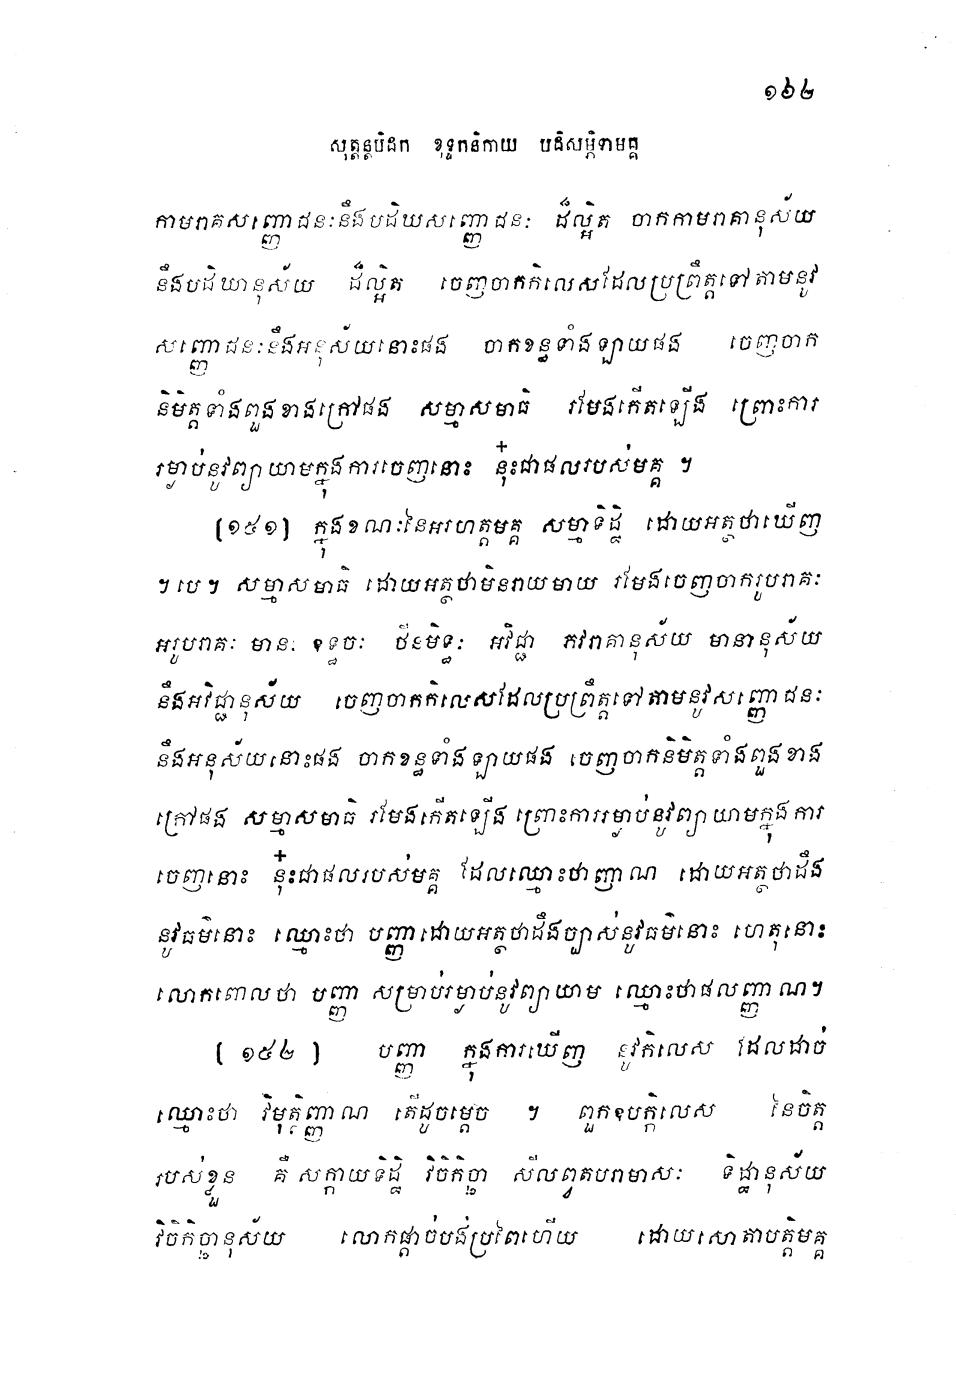 ១៦២
សុត្តន្តបិដក ខុទ្ទកនិកាយ បដិសម្ភិទាមគ្គ
កាមរាគសញ្ញោជនៈនឹងបដិឃសញ្ញោជនៈ ដ៏ល្អិត ចាកកាមរាគានុស័យ
នឹងបដិឃានុស័យ ដ៏ល្អិត ចេញចាកកិលេសដែលប្រព្រឹត្តទៅតាមនូវ
សញ្ញោជនៈនឹងអនុស័យនោះផង ចាកខន្ធទាំងឡាយផង ចេញចាក
និមិត្តទាំងពួងខាងក្រៅផង សម្មាសមាធិ រមែងកើតឡើង ព្រោះការ
រម្ងាប់នូវព្យាយាមក្នុងការចេញនោះ នុ៎ះជាផលរបស់មគ្គ ។
(១៥១) ក្នុងខណៈនៃអរហត្តមគ្គ សម្មាទិដ្ឋិ ដោយអត្ថថាឃើញ
។ បេ ។ សម្មាសមាធិ ដោយអត្ថថាមិនរាយមាយ រមែងចេញចាករូបរាគៈ
អរូបរាគៈ មានៈ ឧទ្ធច្ចៈ ថីនមិទ្ធៈ អវិជ្ជា ភវរាគានុស័យ មានានុស័យ
នឹងអវិជ្ជានុស័យ ចេញចាកកិលេសដែលប្រព្រឹត្តទៅតាមនូវសញ្ញោជនៈ
នឹងអនុស័យនោះផង ចាកខន្ធទាំងឡាយផង ចេញចាកនិមិត្តទាំងពួងខាង
ក្រៅផង សម្មាសមាធិ រមែងកើតឡើង ព្រោះការរម្ងាប់នូវព្យាយាមក្នុងការ
ចេញនោះ នុ៎ះជាផលរបស់មគ្គ ដែលឈ្មោះថាញាណ ដោយអត្ថថាដឹង
នូវធម៌នោះ ឈ្មោះថា បញ្ញាដោយអត្ថថាដឹងច្បាស់នូវធម៌នោះ ហេតុនោះ
លោកពោលថា បញ្ញា សម្រាប់រម្ងាប់នូវព្យាយាម ឈ្មោះថាផលញ្ញាណ។
( ១៥២ ) បញ្ញា ក្នុងការឃើញ នូវកិលេស ដែលដាច់
ឈ្មោះថា វិមុត្តិញ្ញាណ តើដូចម្តេច ។ ពួកឧបក្កិលេស នៃចិត្ត
របស់ខ្លួន គឺ សក្កាយទិដ្ឋិ វិចិកិច្ឆា សីលព្វតបរាមាសៈ ទិដ្ឋានុស័យ
វិចិកិច្ឆានុស័យ លោកផ្តាច់បង់ប្រពៃហើយ ដោយសោតាបត្តិមគ្គ